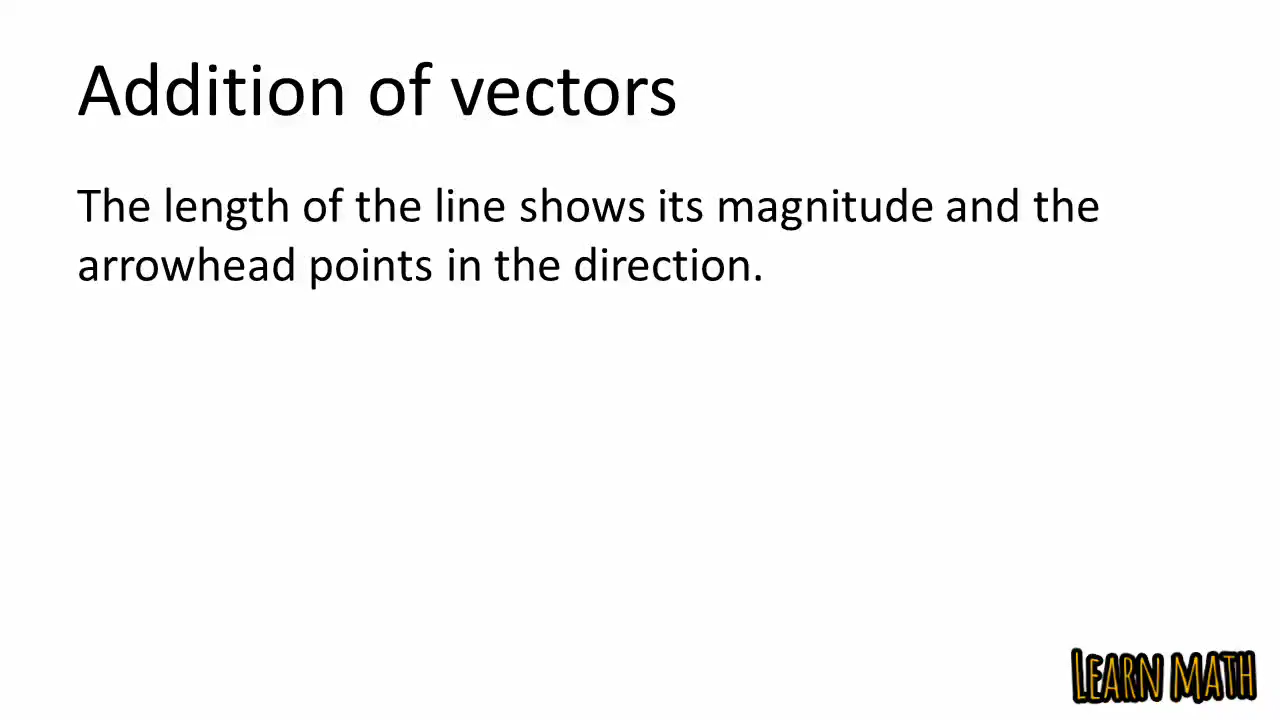 Addition of vectors
The length of the line shows its magnitude and the
arrowhead points in the direction.
LEARN MATH